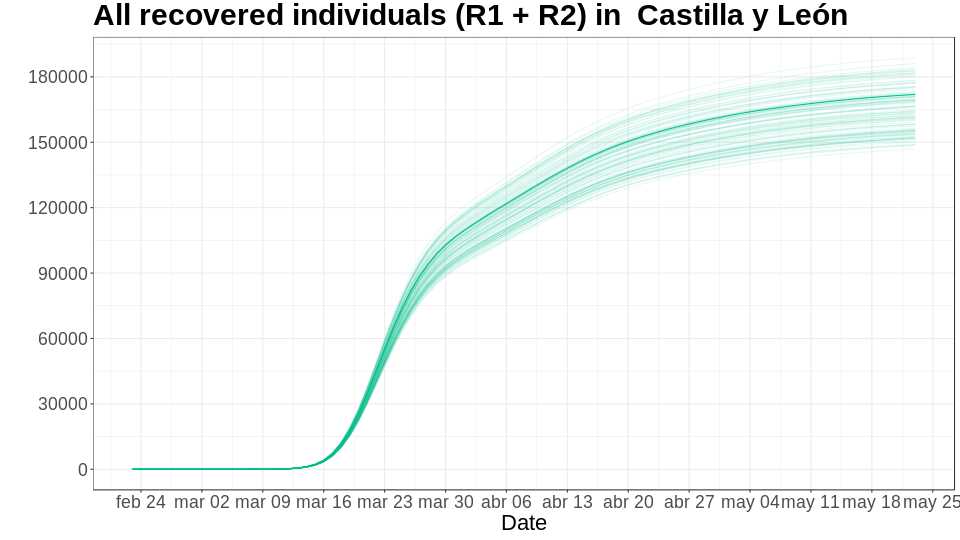 All recovered individuals (R1 + R2) in  Castilla y León
180000
150000
120000
90000
60000
30000
0
feb 24 mar 02 mar 09 mar 16 mar 23 mar 30 abr 06 abr 13 abr 20 abr 27 may 04 may 11 may 18 may 25
Date